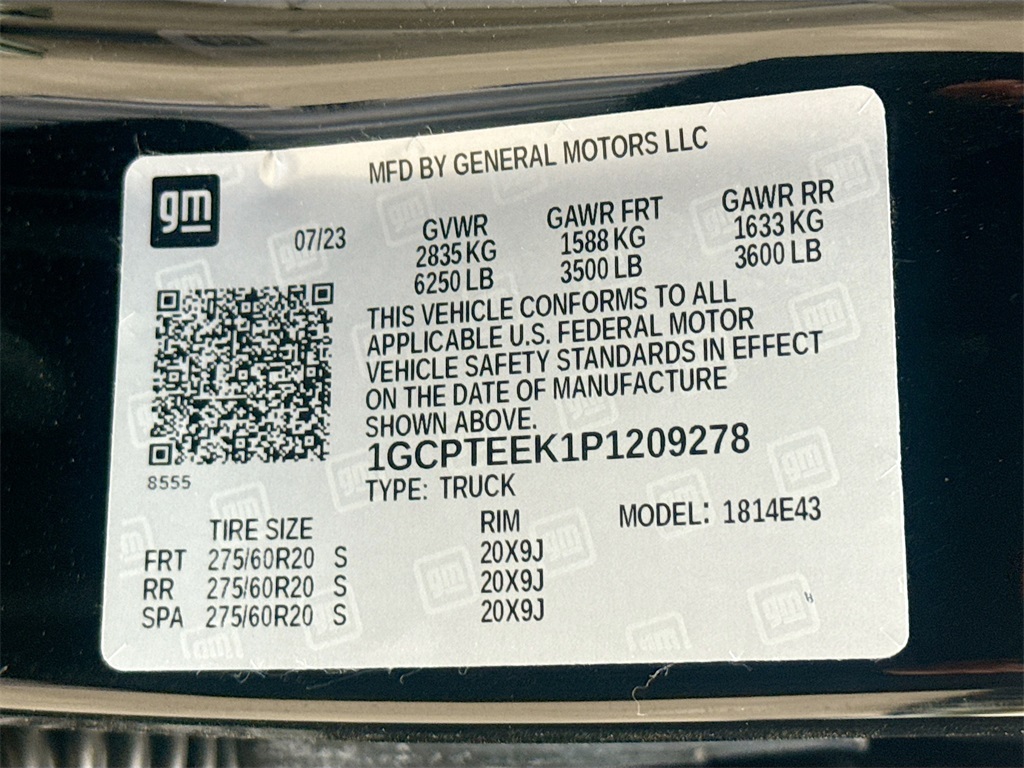 MFD BY GENERAL MOTORS LLC
gm
07/23
GVWR GAWR FRT GAWR RR
2835 KG 1588 KG 1633 KG
6250 LB 3500 LB 3600 LB
THIS VEHICLE CONFORMS TO ALL
APPLICABLE U.S. FEDERAL MOTOR
VEHICLE SAFETY STANDARDS IN EFFECT
ON THE DATE OF MANUFACTURE
SHOWN ABOVE.
1GCPTEEK1P1209278
8555
TYPE: TRUCK
TIRE SIZE RIM MODEL: 1814E43
FRT 275/60R20 S 20X9J
RR 275/60R20 S 20X9J
SPA 275/60R20 S 20X9J